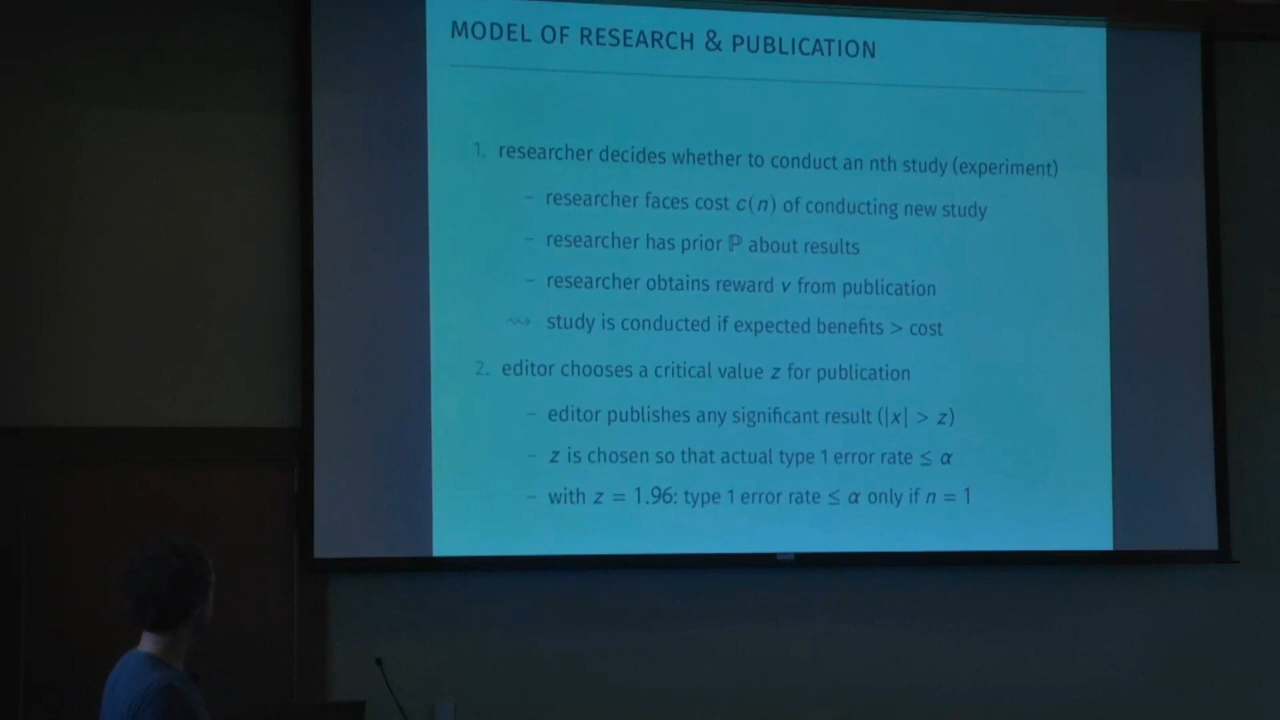 MODEL OF RESEARCH & PUBLICATION
1. researcher decides whether to conduct an nth study (experiment)
– researcher faces cost c(n) of conducting new study
– researcher has prior ℙ about results
– researcher obtains reward v from publication
⇝ study is conducted if expected benefits > cost
2. editor chooses a critical value z for publication
– editor publishes any significant result (|x| > z)
– z is chosen so that actual type 1 error rate ≤ α
– with z = 1.96: type 1 error rate ≤ α only if n = 1